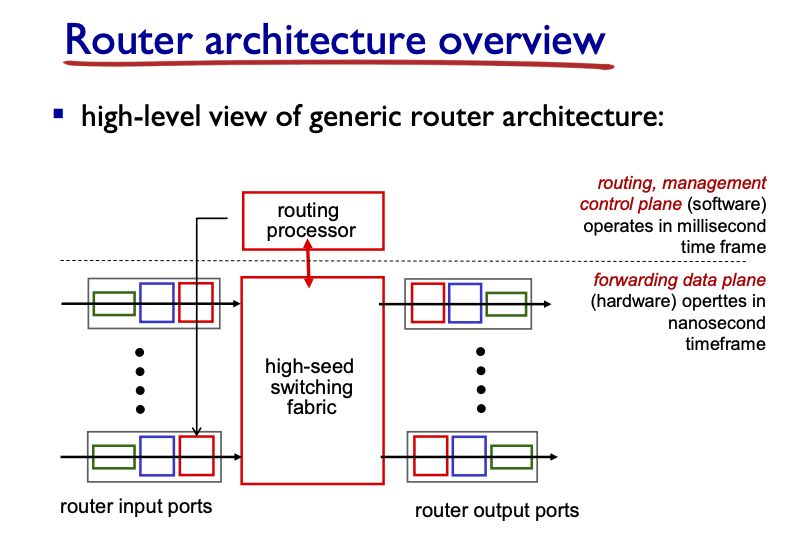 Router architecture overview
high-level view of generic router architecture:
routing, management
control plane (software)
operates in millisecond
time frame
routing
processor
forwarding data plane
(hardware) operttes in
nanosecond
timeframe
high-seed
switching
fabric
router input ports
router output ports